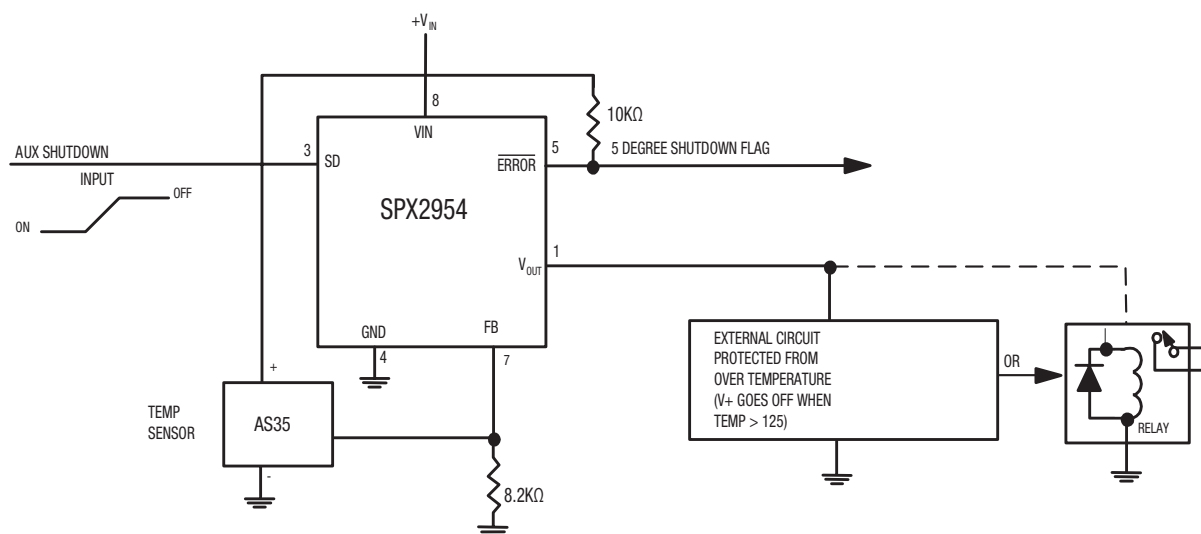 +VIN
8
VIN
10KΩ
AUX SHUTDOWN
3
SD
ERROR
5
5 DEGREE SHUTDOWN FLAG
INPUT
OFF
ON
SPX2954
VOUT
1
GND
FB
4
7
EXTERNAL CIRCUIT
PROTECTED FROM
OVER TEMPERATURE
(V+ GOES OFF WHEN
TEMP > 125)
OR
RELAY
+
TEMP
SENSOR
AS35
-
8.2KΩ